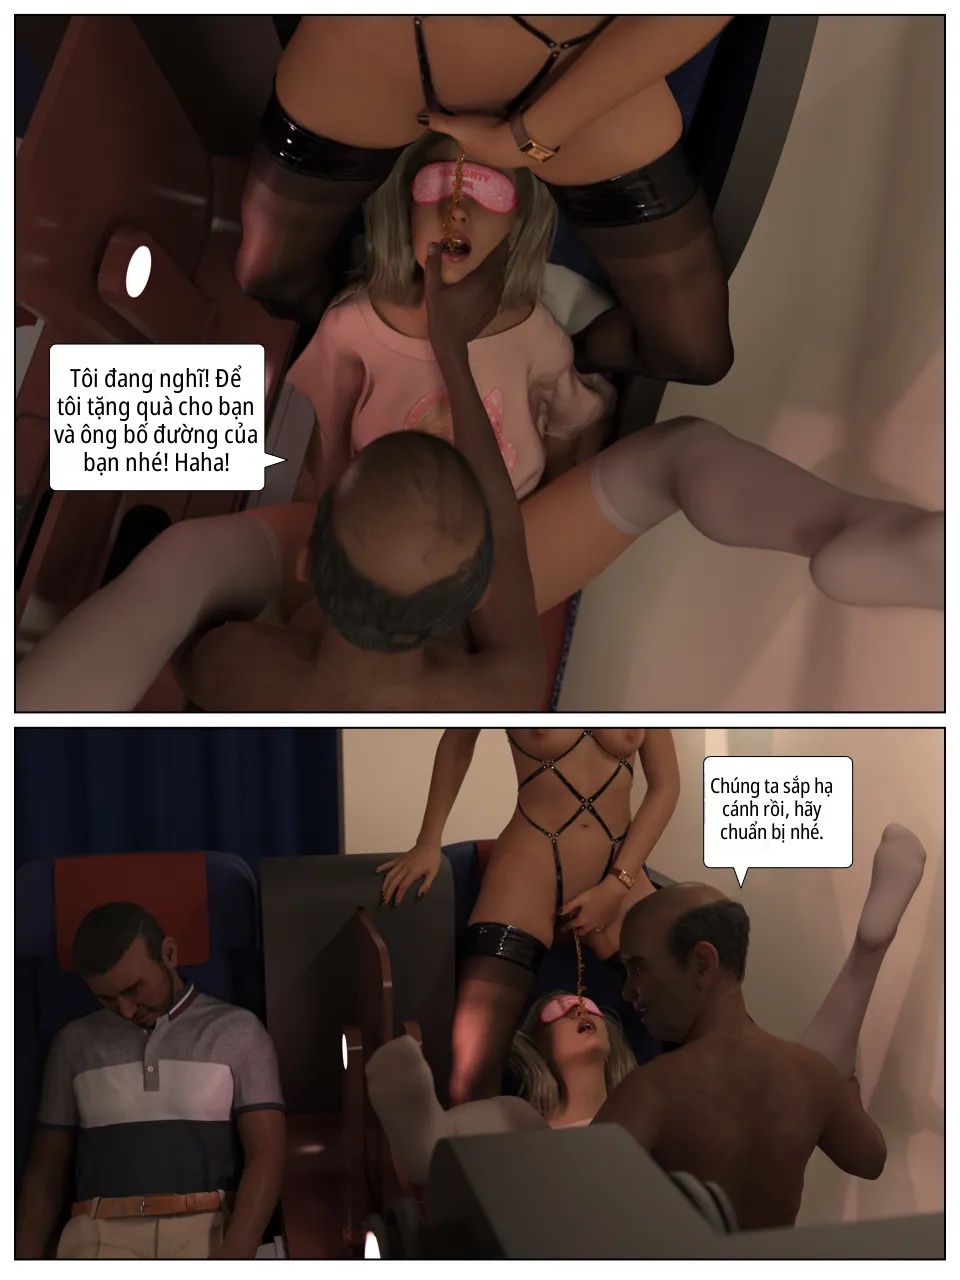 NAUGHTY
Tôi đang nghĩ! Để
tôi tặng quà cho bạn
và ông bố đường của
bạn nhé! Haha!
Chúng ta sắp hạ
cánh rồi, hãy
chuẩn bị nhé.